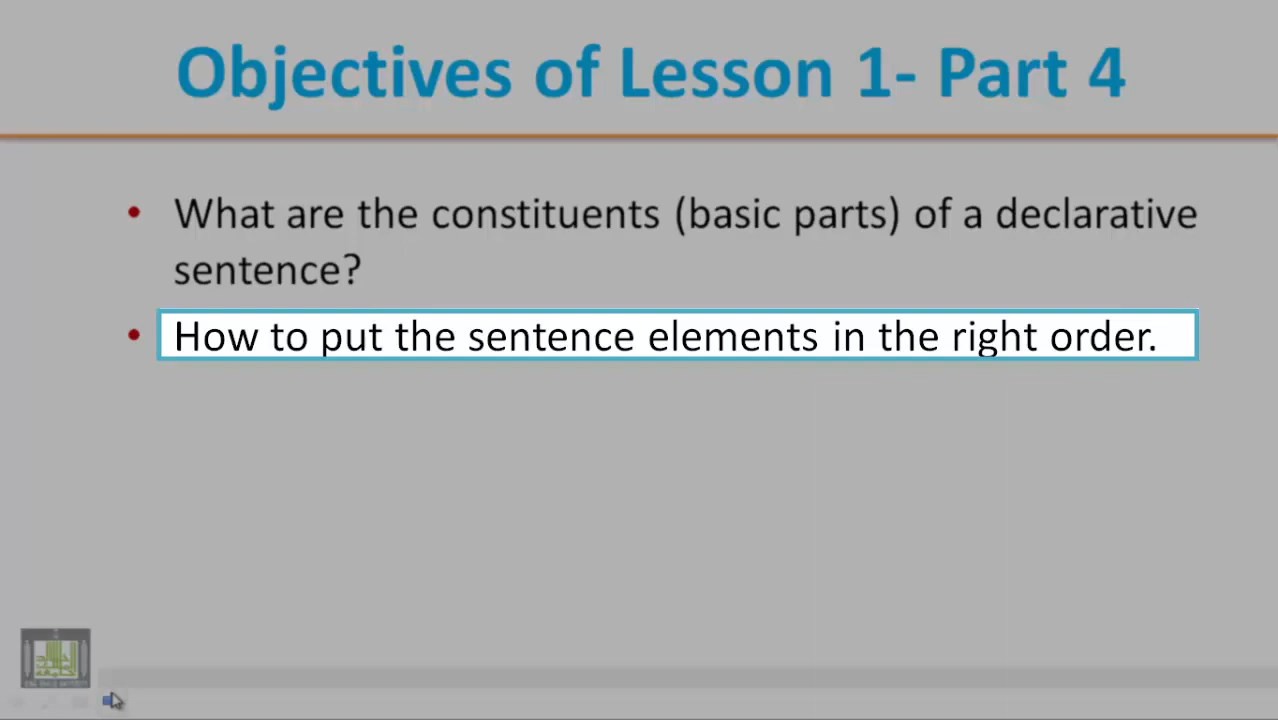 Objectives of Lesson 1- Part 4
• What are the constituents (basic parts) of a declarative
sentence?
• How to put the sentence elements in the right order.